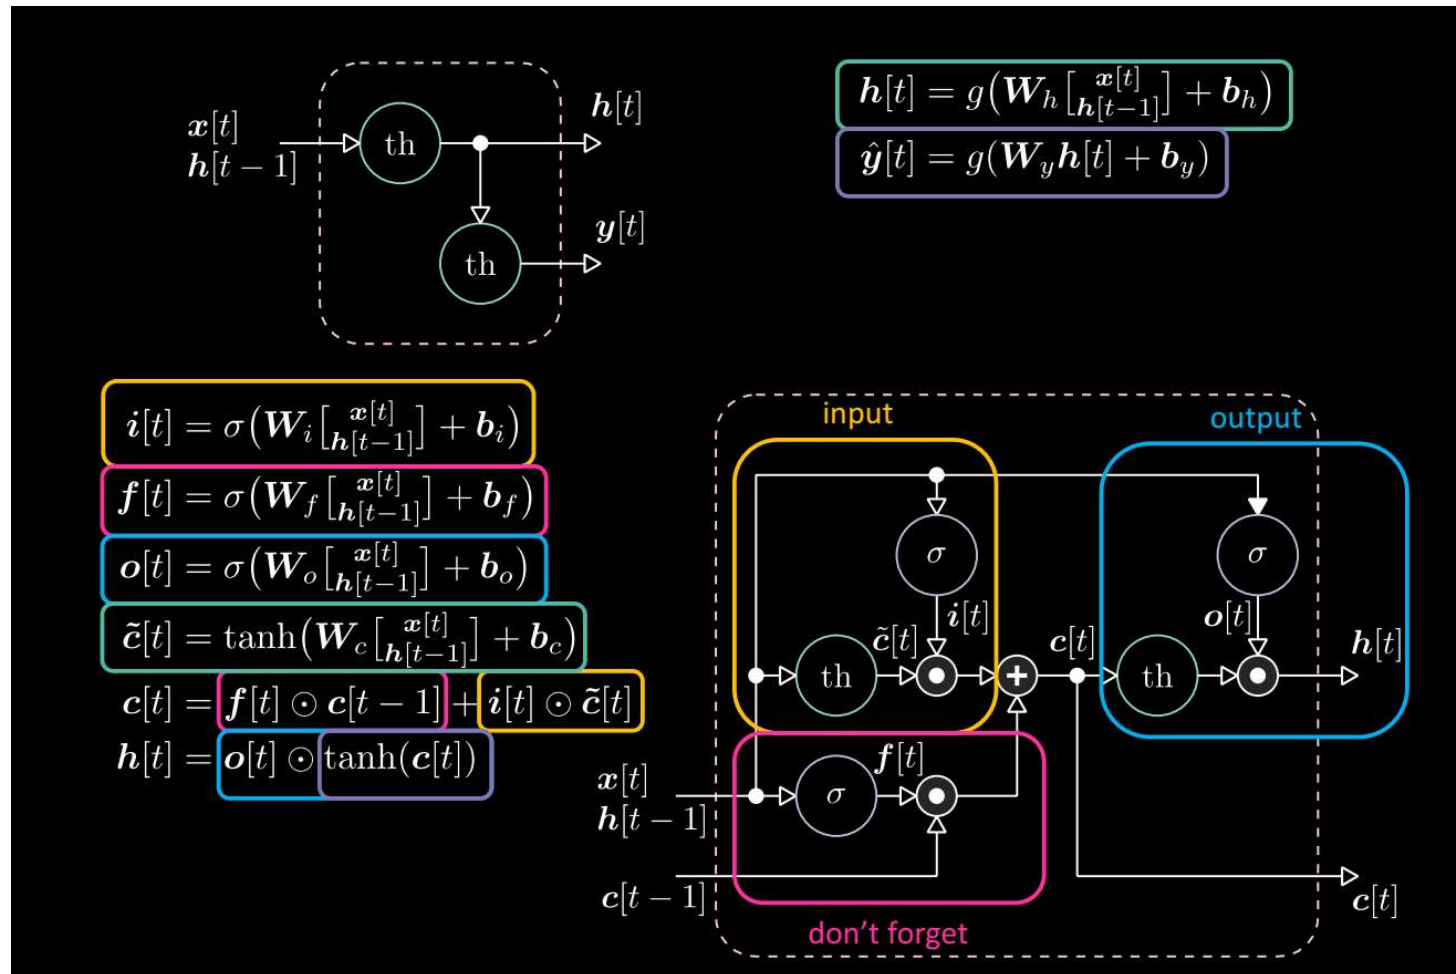 x[t]
h[t − 1]
th
h[t]
th
y[t]
h[t] = g(W_h [x[t] h[t−1]] + b_h)
ŷ[t] = g(W_y h[t] + b_y)
i[t] = σ(W_i [x[t] h[t−1]] + b_i)
f[t] = σ(W_f [x[t] h[t−1]] + b_f)
o[t] = σ(W_o [x[t] h[t−1]] + b_o)
c̃[t] = tanh(W_c [x[t] h[t−1]] + b_c)
c[t] = f[t] ⊙ c[t − 1] + i[t] ⊙ c̃[t]
h[t] = o[t] ⊙ tanh(c[t])
input
output
σ
σ
i[t]
o[t]
th
c̃[t]
+
c[t]
th
h[t]
x[t]
h[t − 1]
σ
f[t]
c[t − 1]
c[t]
don't forget